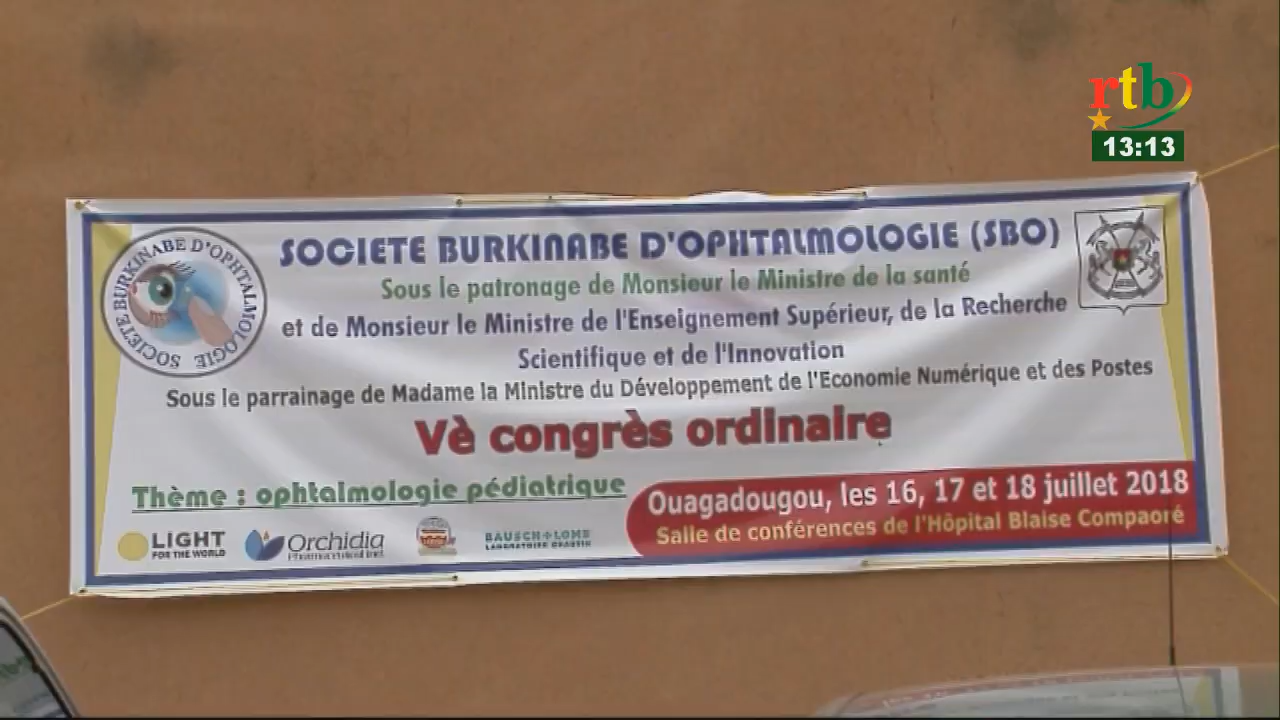 rtb
13:13
SOCIETE BURKINABE D'OPHTALMOLOGIE
SOCIETE BURKINABE D'OPHTALMOLOGIE (SBO)
Sous le patronage de Monsieur le Ministre de la santé
et de Monsieur le Ministre de l'Enseignement Supérieur, de la Recherche
Scientifique et de l'Innovation
Sous le parrainage de Madame la Ministre du Développement de l'Economie Numérique et des Postes
Vè congrès ordinaire
Thème : ophtalmologie pédiatrique
Ouagadougou, les 16, 17 et 18 juillet 2018
Salle de conférences de l'Hôpital Blaise Compaoré
LIGHT
FOR THE WORLD
Orchidia
BAUSCH+LOMB
LABORATOIRE CHAUVIN